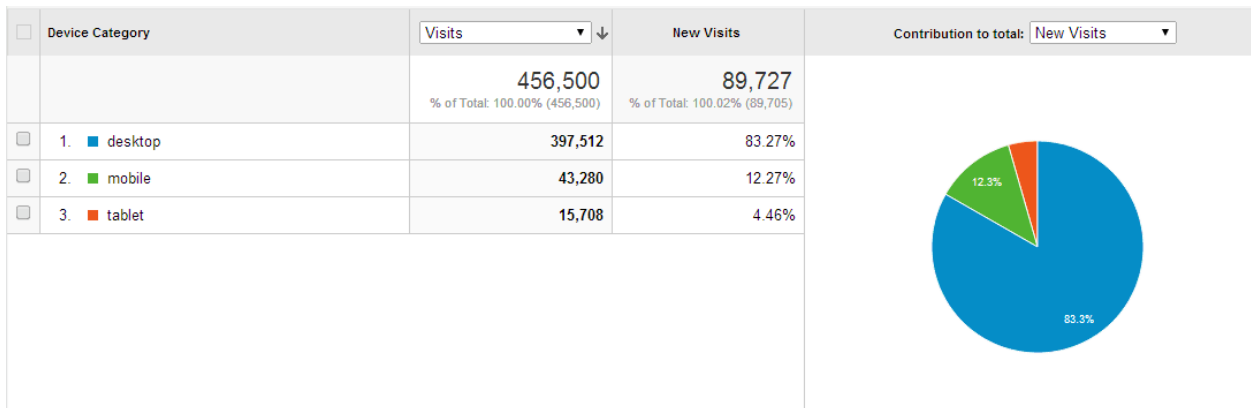 Device Category Visits New Visits Contribution to total: New Visits
456,500 89,727
% of Total: 100.00% (456,500) % of Total: 100.02% (89,705)
1. desktop 397,512 83.27%
2. mobile 43,280 12.27%
3. tablet 15,708 4.46%
12.3%
83.3%